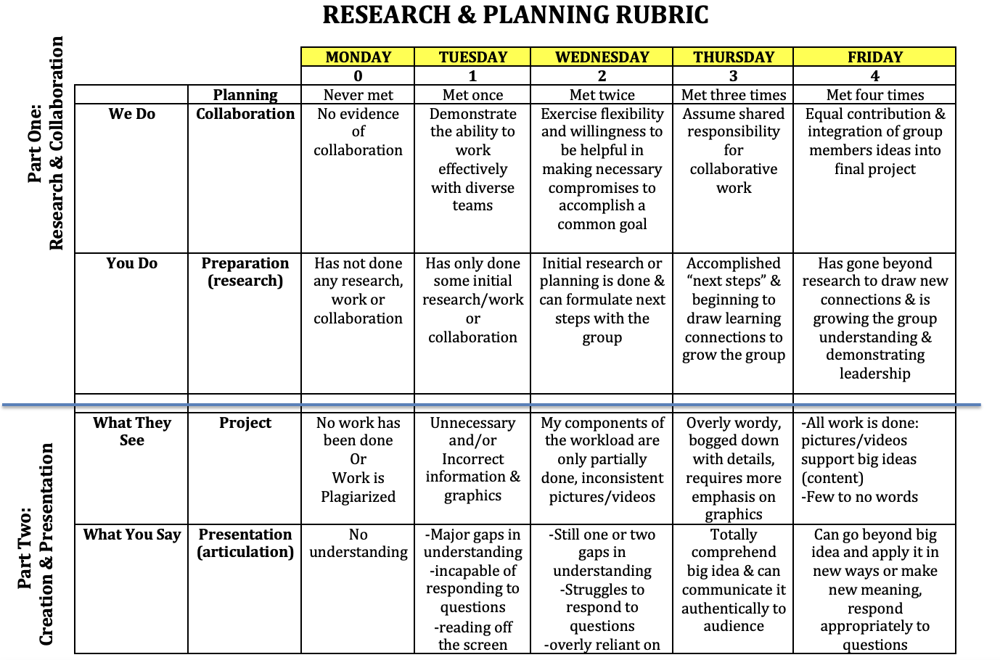 RESEARCH & PLANNING RUBRIC
MONDAY TUESDAY WEDNESDAY THURSDAY FRIDAY
0 1 2 3 4
Part One:
Research & Collaboration
Planning
Never met
Met once
Met twice
Met three times
Met four times
We Do
Collaboration
No evidence
of
collaboration
Demonstrate
the ability to
work
effectively
with diverse
teams
Exercise flexibility
and willingness to
be helpful in
making necessary
compromises to
accomplish a
common goal
Assume shared
responsibility
for
collaborative
work
Equal contribution &
integration of group
members ideas into
final project
You Do
Preparation
(research)
Has not done
any research,
work or
collaboration
Has only done
some initial
research/work
or
collaboration
Initial research or
planning is done &
can formulate next
steps with the
group
Accomplished
“next steps” &
beginning to
draw learning
connections to
grow the group
Has gone beyond
research to draw new
connections & is
growing the group
understanding &
demonstrating
leadership
Part Two:
Creation & Presentation
What They
See
Project
No work has
been done
Or
Work is
Plagiarized
Unnecessary
and/or
Incorrect
information &
graphics
My components of
the workload are
only partially
done, inconsistent
pictures/videos
Overly wordy,
bogged down
with details,
requires more
emphasis on
graphics
-All work is done:
pictures/videos
support big ideas
(content)
-Few to no words
What You Say
Presentation
(articulation)
No
understanding
-Major gaps in
understanding
-incapable of
responding to
questions
-reading off
the screen
-Still one or two
gaps in
understanding
-Struggles to
respond to
questions
-overly reliant on
Totally
comprehend
big idea & can
communicate it
authentically to
audience
Can go beyond big
idea and apply it in
new ways or make
new meaning,
respond
appropriately to
questions